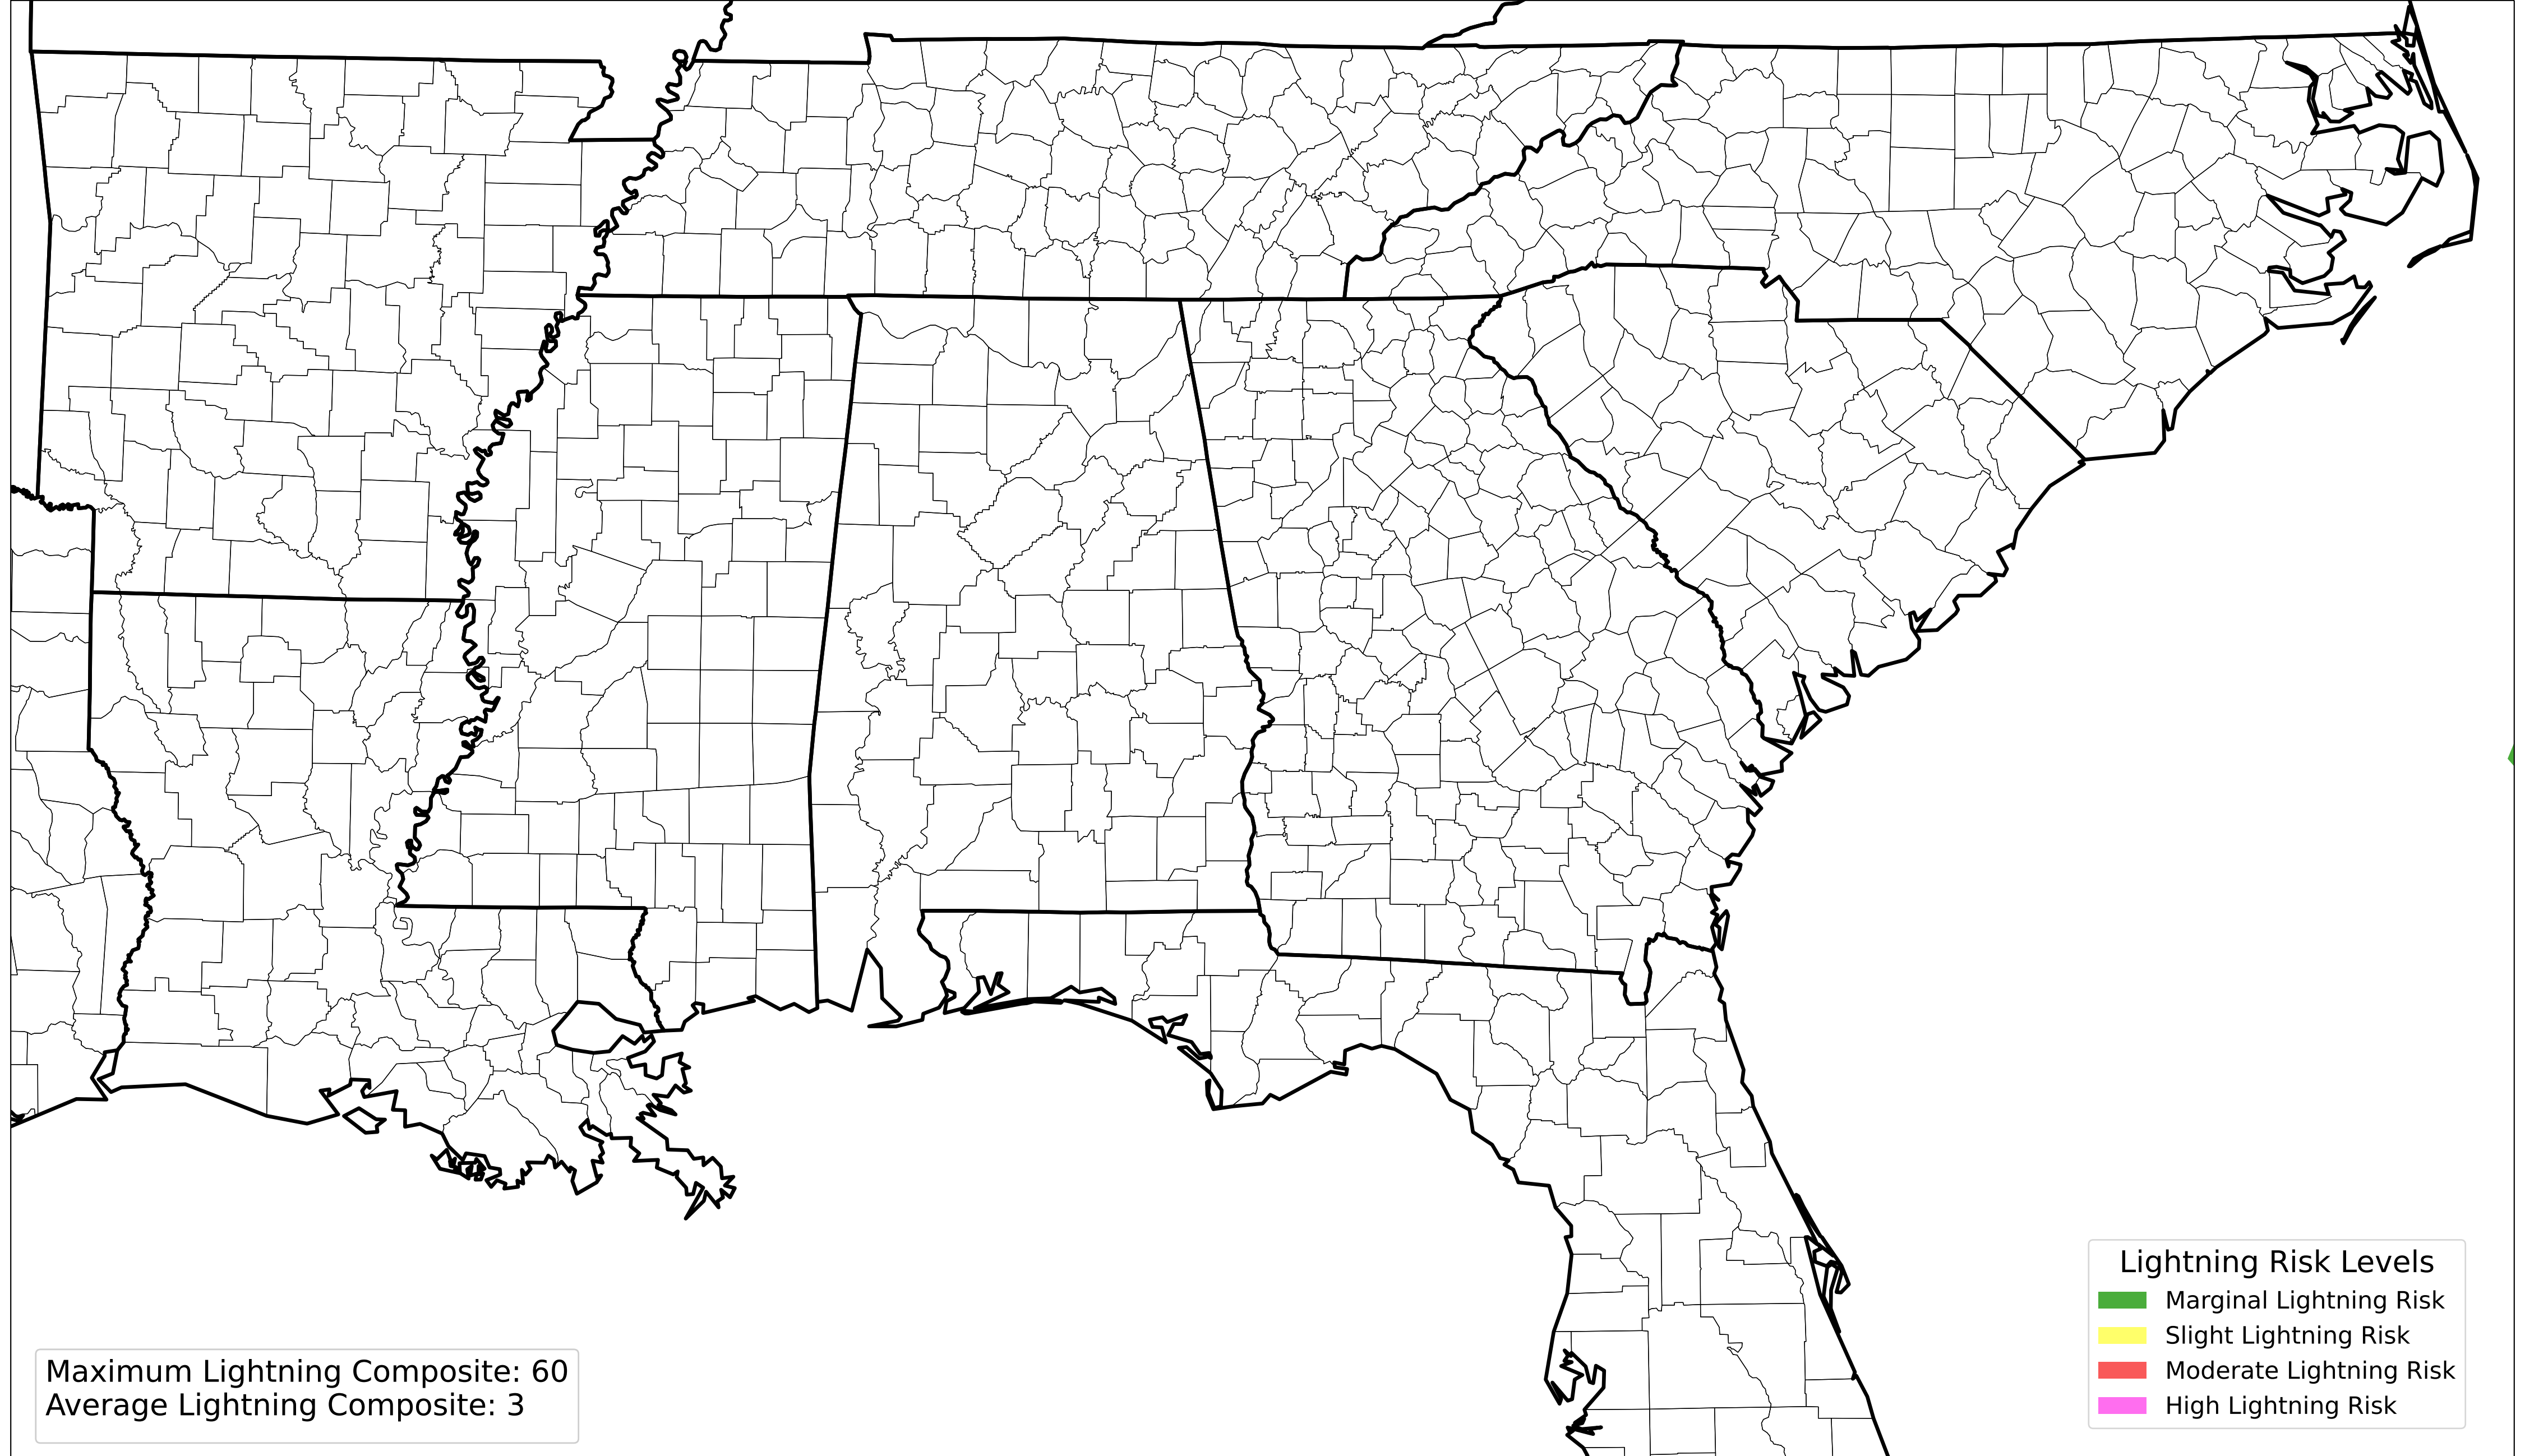 Lightning Risk Levels
Marginal Lightning Risk
Slight Lightning Risk
Moderate Lightning Risk
High Lightning Risk
Maximum Lightning Composite: 60
Average Lightning Composite: 3